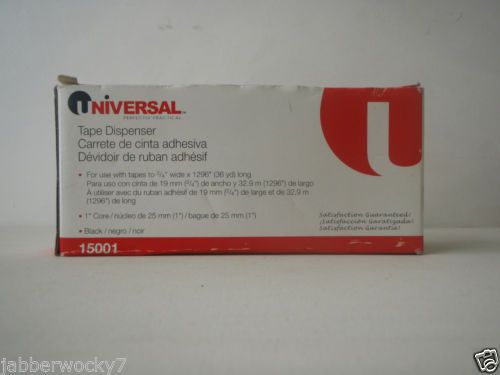 UNIVERSAL™
PERFECTLY PRACTICAL
Tape Dispenser
Carrete de cinta adhesiva
Dévidoir de ruban adhésif
• For use with tapes to ¾" wide x 1296" (36 yd) long
Para uso con cinta de 19 mm (¾") de ancho y 32,9 m
(1296") de largo
À utiliser avec du ruban adhésif de 19 mm (¾") de large et de 32,9 m
(1296") de long
• 1" Core / núcleo de 25 mm (1") / bague de 25 mm (1")
• Black / negro / noir
15001
Satisfaction Guaranteed!
¡Satisfacción Garatizada!
Satisfaction Garantie!
jabberwocky7